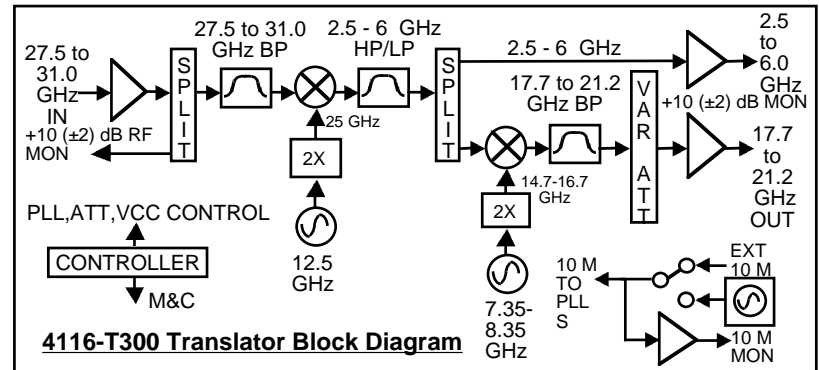 27.5 to
31.0
GHz
IN
+10 (±2) dB RF
MON
SPLIT
27.5 to 31.0
GHz BP
25 GHz
2X
12.5
GHz
2.5 - 6 GHz
HP/LP
SPLIT
2.5 - 6 GHz
17.7 to 21.2
GHz BP
14.7-16.7
GHz
2X
7.35-
8.35
GHz
VAR ATT
2.5
to
6.0
GHz
+10 (±2) dB MON
17.7
to
21.2
GHz
OUT
PLL,ATT,VCC CONTROL
CONTROLLER
M&C
10 M
TO
PLL
S
EXT
10 M
10 M
MON
4116-T300 Translator Block Diagram